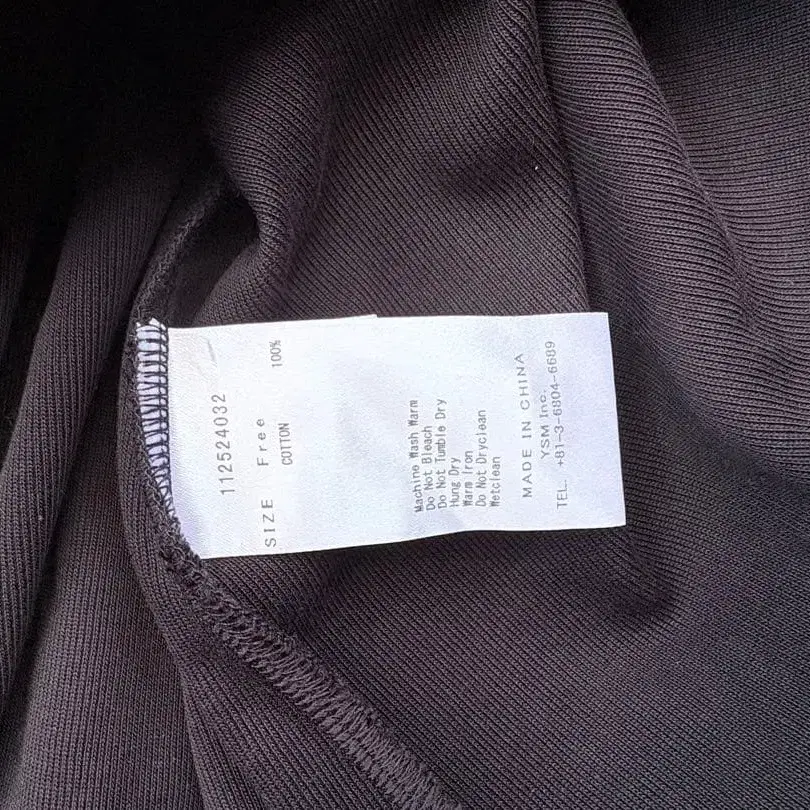 112524032
SIZE Free
COTTON 100%
Machine Wash Warm
Do Not Bleach
Do Not Tumble Dry
Hung Dry
Warm Iron
Do Not Dryclean
Wetclean
MADE IN CHINA
YSM Inc.
TEL. +81-3-6804-6689